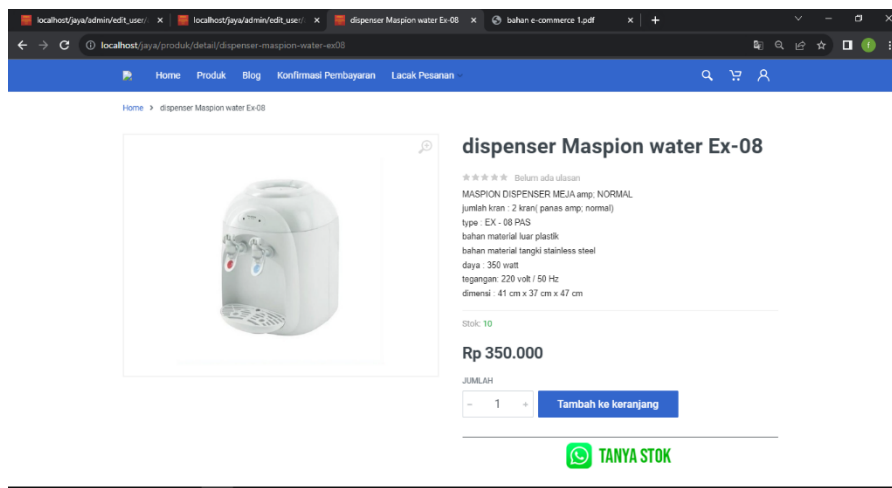 localhost/jaya/admin/edit_user/
localhost/jaya/admin/edit_user/
dispenser Maspion water Ex-08
bahan e-commerce 1.pdf
localhost/jaya/produk/detail/dispenser-maspion-water-ex08
Home Produk Blog Konfirmasi Pembayaran Lacak Pesanan
Home > dispenser Maspion water Ex-08
dispenser Maspion water Ex-08
Belum ada ulasan
MASPION DISPENSER MEJA amp; NORMAL
jumlah kran : 2 kran( panas amp; normal)
type : EX - 08 PAS
bahan material luar plastik
bahan material tangki stainless steel
daya : 350 watt
tegangan: 220 volt / 50 Hz
dimensi : 41 cm x 37 cm x 47 cm
Stok: 10
Rp 350.000
JUMLAH
- 1 + Tambah ke keranjang
TANYA STOK